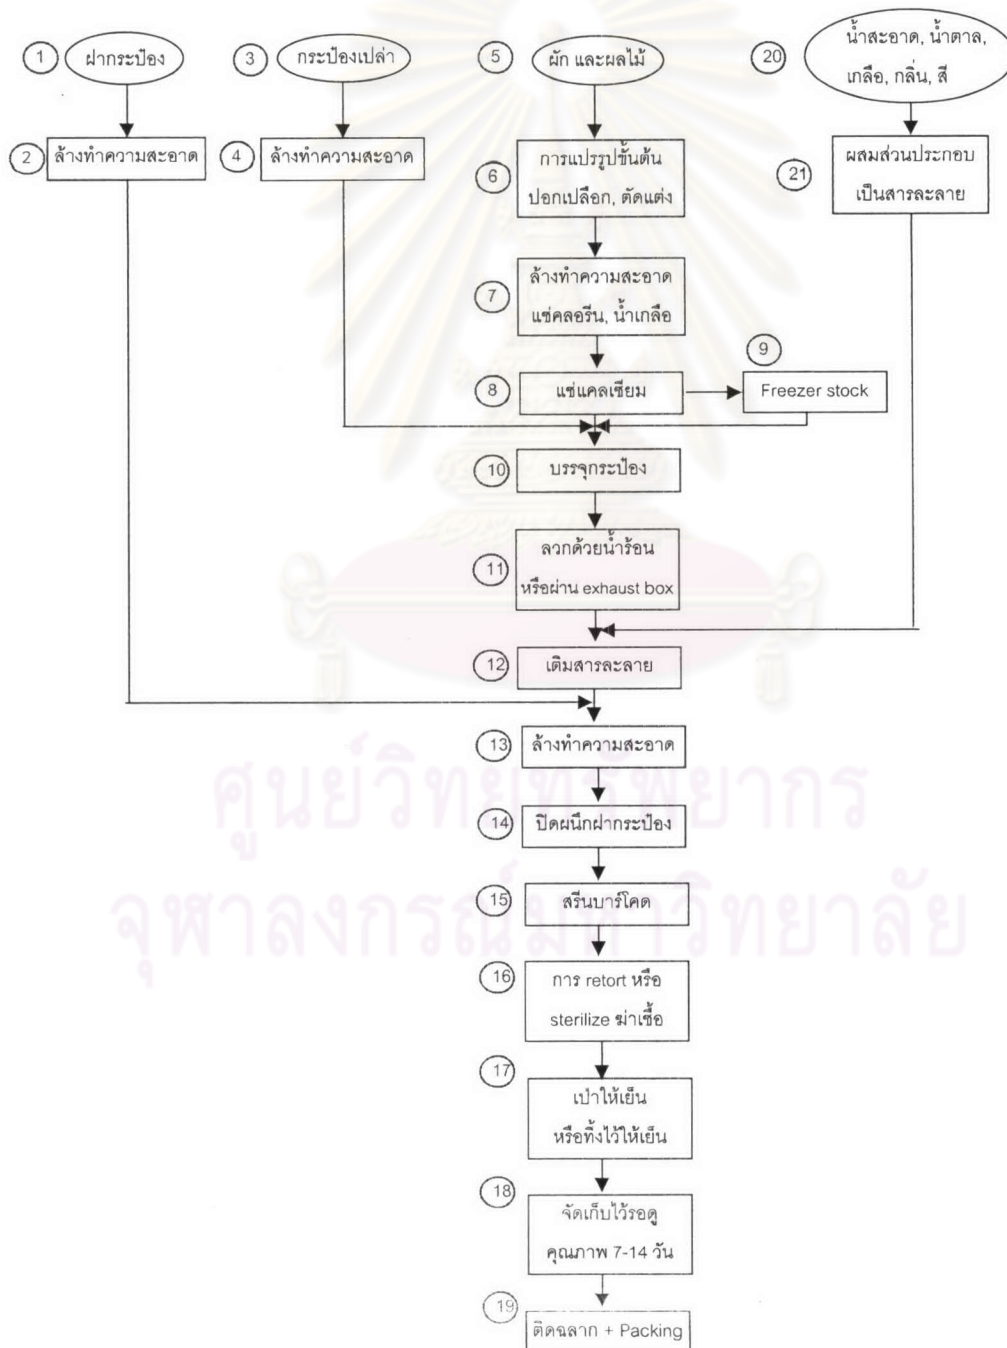 1
ฝากระป๋อง
3
กระป๋องเปล่า
5
ผัก และผลไม้
20
น้ำสะอาด, น้ำตาล,
เกลือ, กลิ่น, สี
2
ล้างทำความสะอาด
4
ล้างทำความสะอาด
6
การแปรรูปขั้นต้น
ปอกเปลือก, ตัดแต่ง
21
ผสมส่วนประกอบ
เป็นสารละลาย
7
ล้างทำความสะอาด
แช่คลอรีน, น้ำเกลือ
8
แช่แคลเซียม
9
Freezer stock
10
บรรจุกระป๋อง
11
ลวกด้วยน้ำร้อน
หรือผ่าน exhaust box
12
เติมสารละลาย
13
ล้างทำความสะอาด
14
ปิดผนึกฝากระป๋อง
15
สรีนบาร์โคด
16
การ retort หรือ
sterilize ฆ่าเชื้อ
17
เป่าให้เย็น
หรือทิ้งไว้ให้เย็น
18
จัดเก็บไว้รอดู
คุณภาพ 7-14 วัน
19
ติดฉลาก + Packing
ศูนย์วิทยทรัพยากร
จุฬาลงกรณ์มหาวิทยาลัย